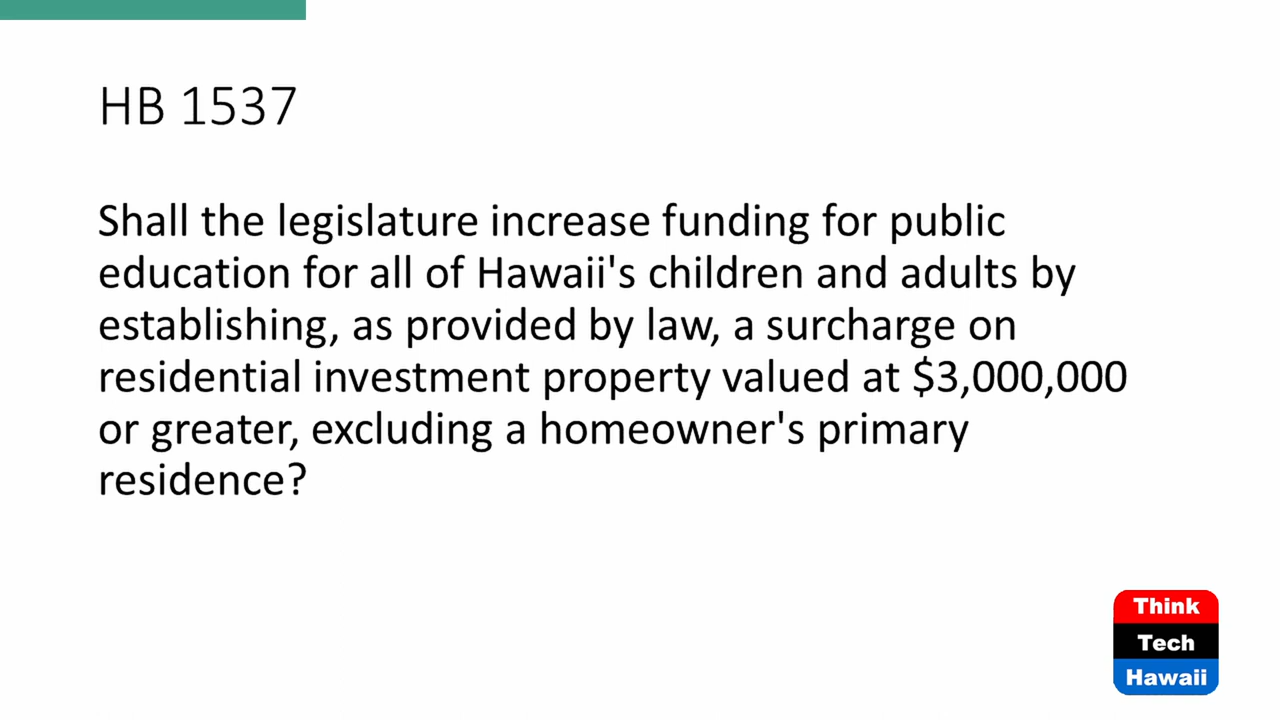 HB 1537
Shall the legislature increase funding for public
education for all of Hawaii's children and adults by
establishing, as provided by law, a surcharge on
residential investment property valued at $3,000,000
or greater, excluding a homeowner's primary
residence?
Think
Tech
Hawaii